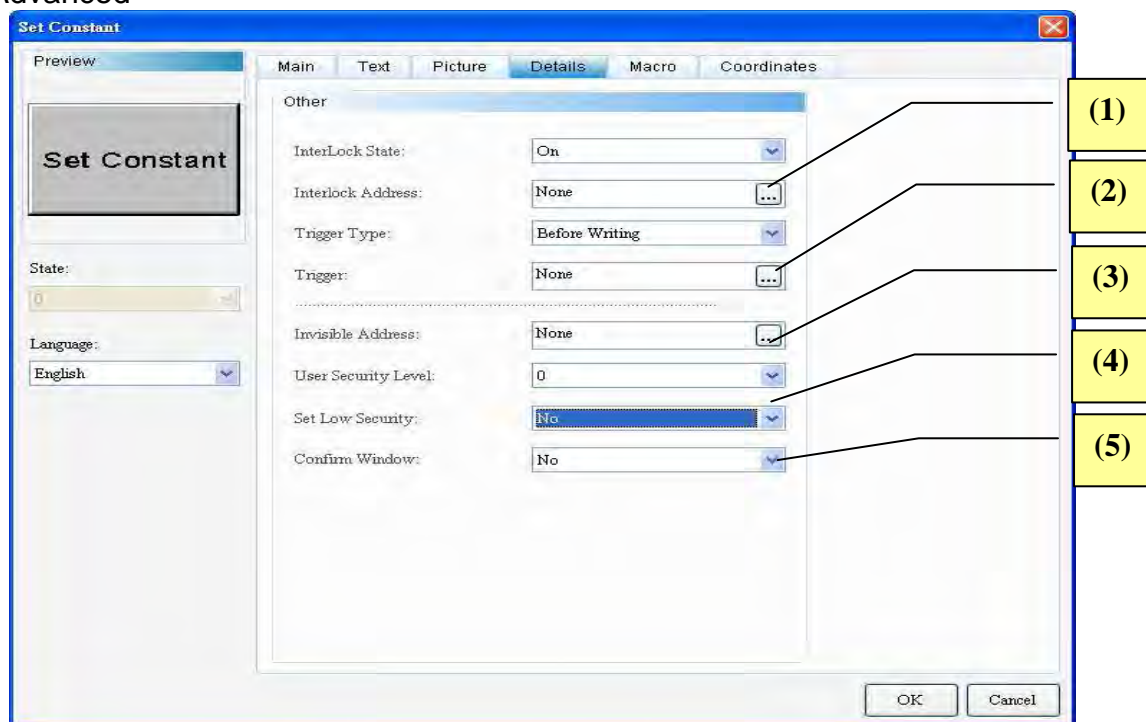 Set Constant
Preview
Set Constant
State:
0
Language:
English
Main Text Picture Details Macro Coordinates
Other
InterLock State: On
Interlock Address: None ...
Trigger Type: Before Writing
Trigger: None ...
Invisible Address: None ...
User Security Level: 0
Set Low Security: No
Confirm Window: No
(1)
(2)
(3)
(4)
(5)
OK Cancel